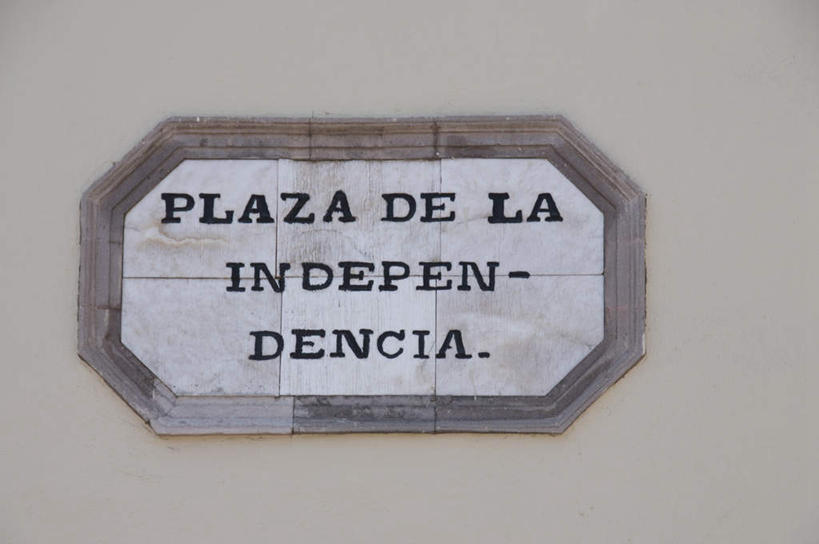 PLAZA DE LA
INDEPEN-
DENCIA.